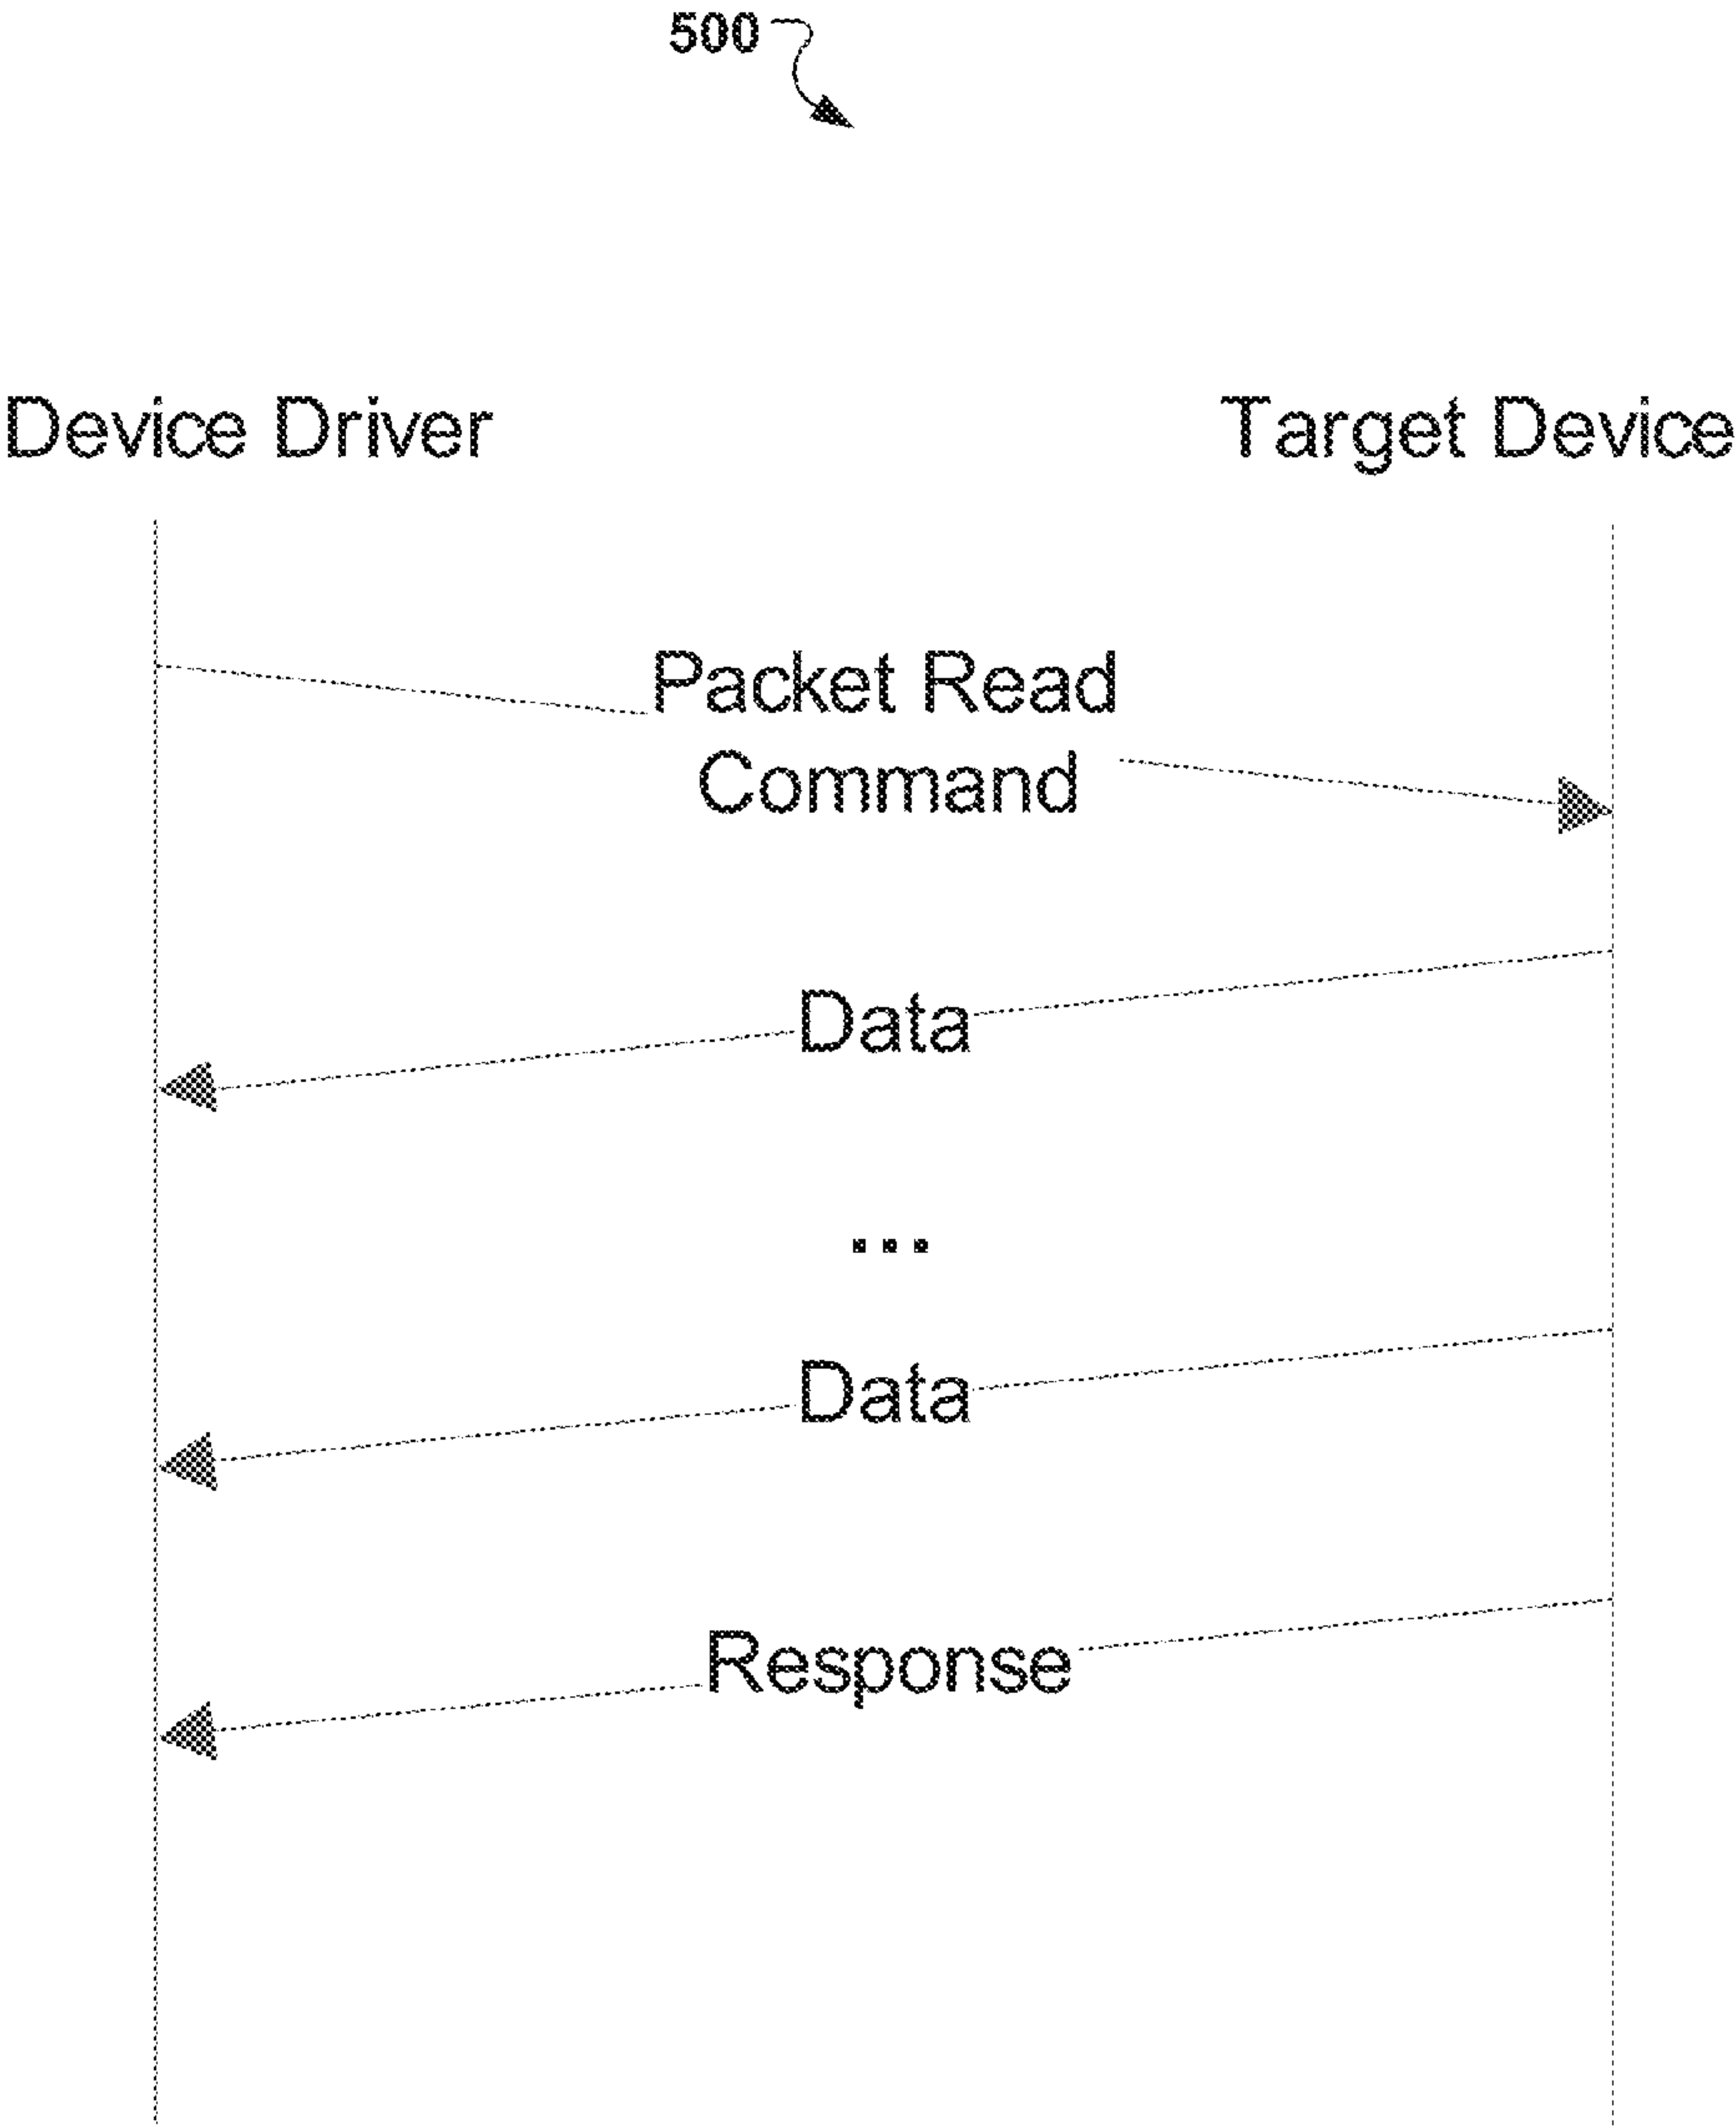 500
Device Driver
Target Device
Packet Read
Command
Data
...
Data
Response